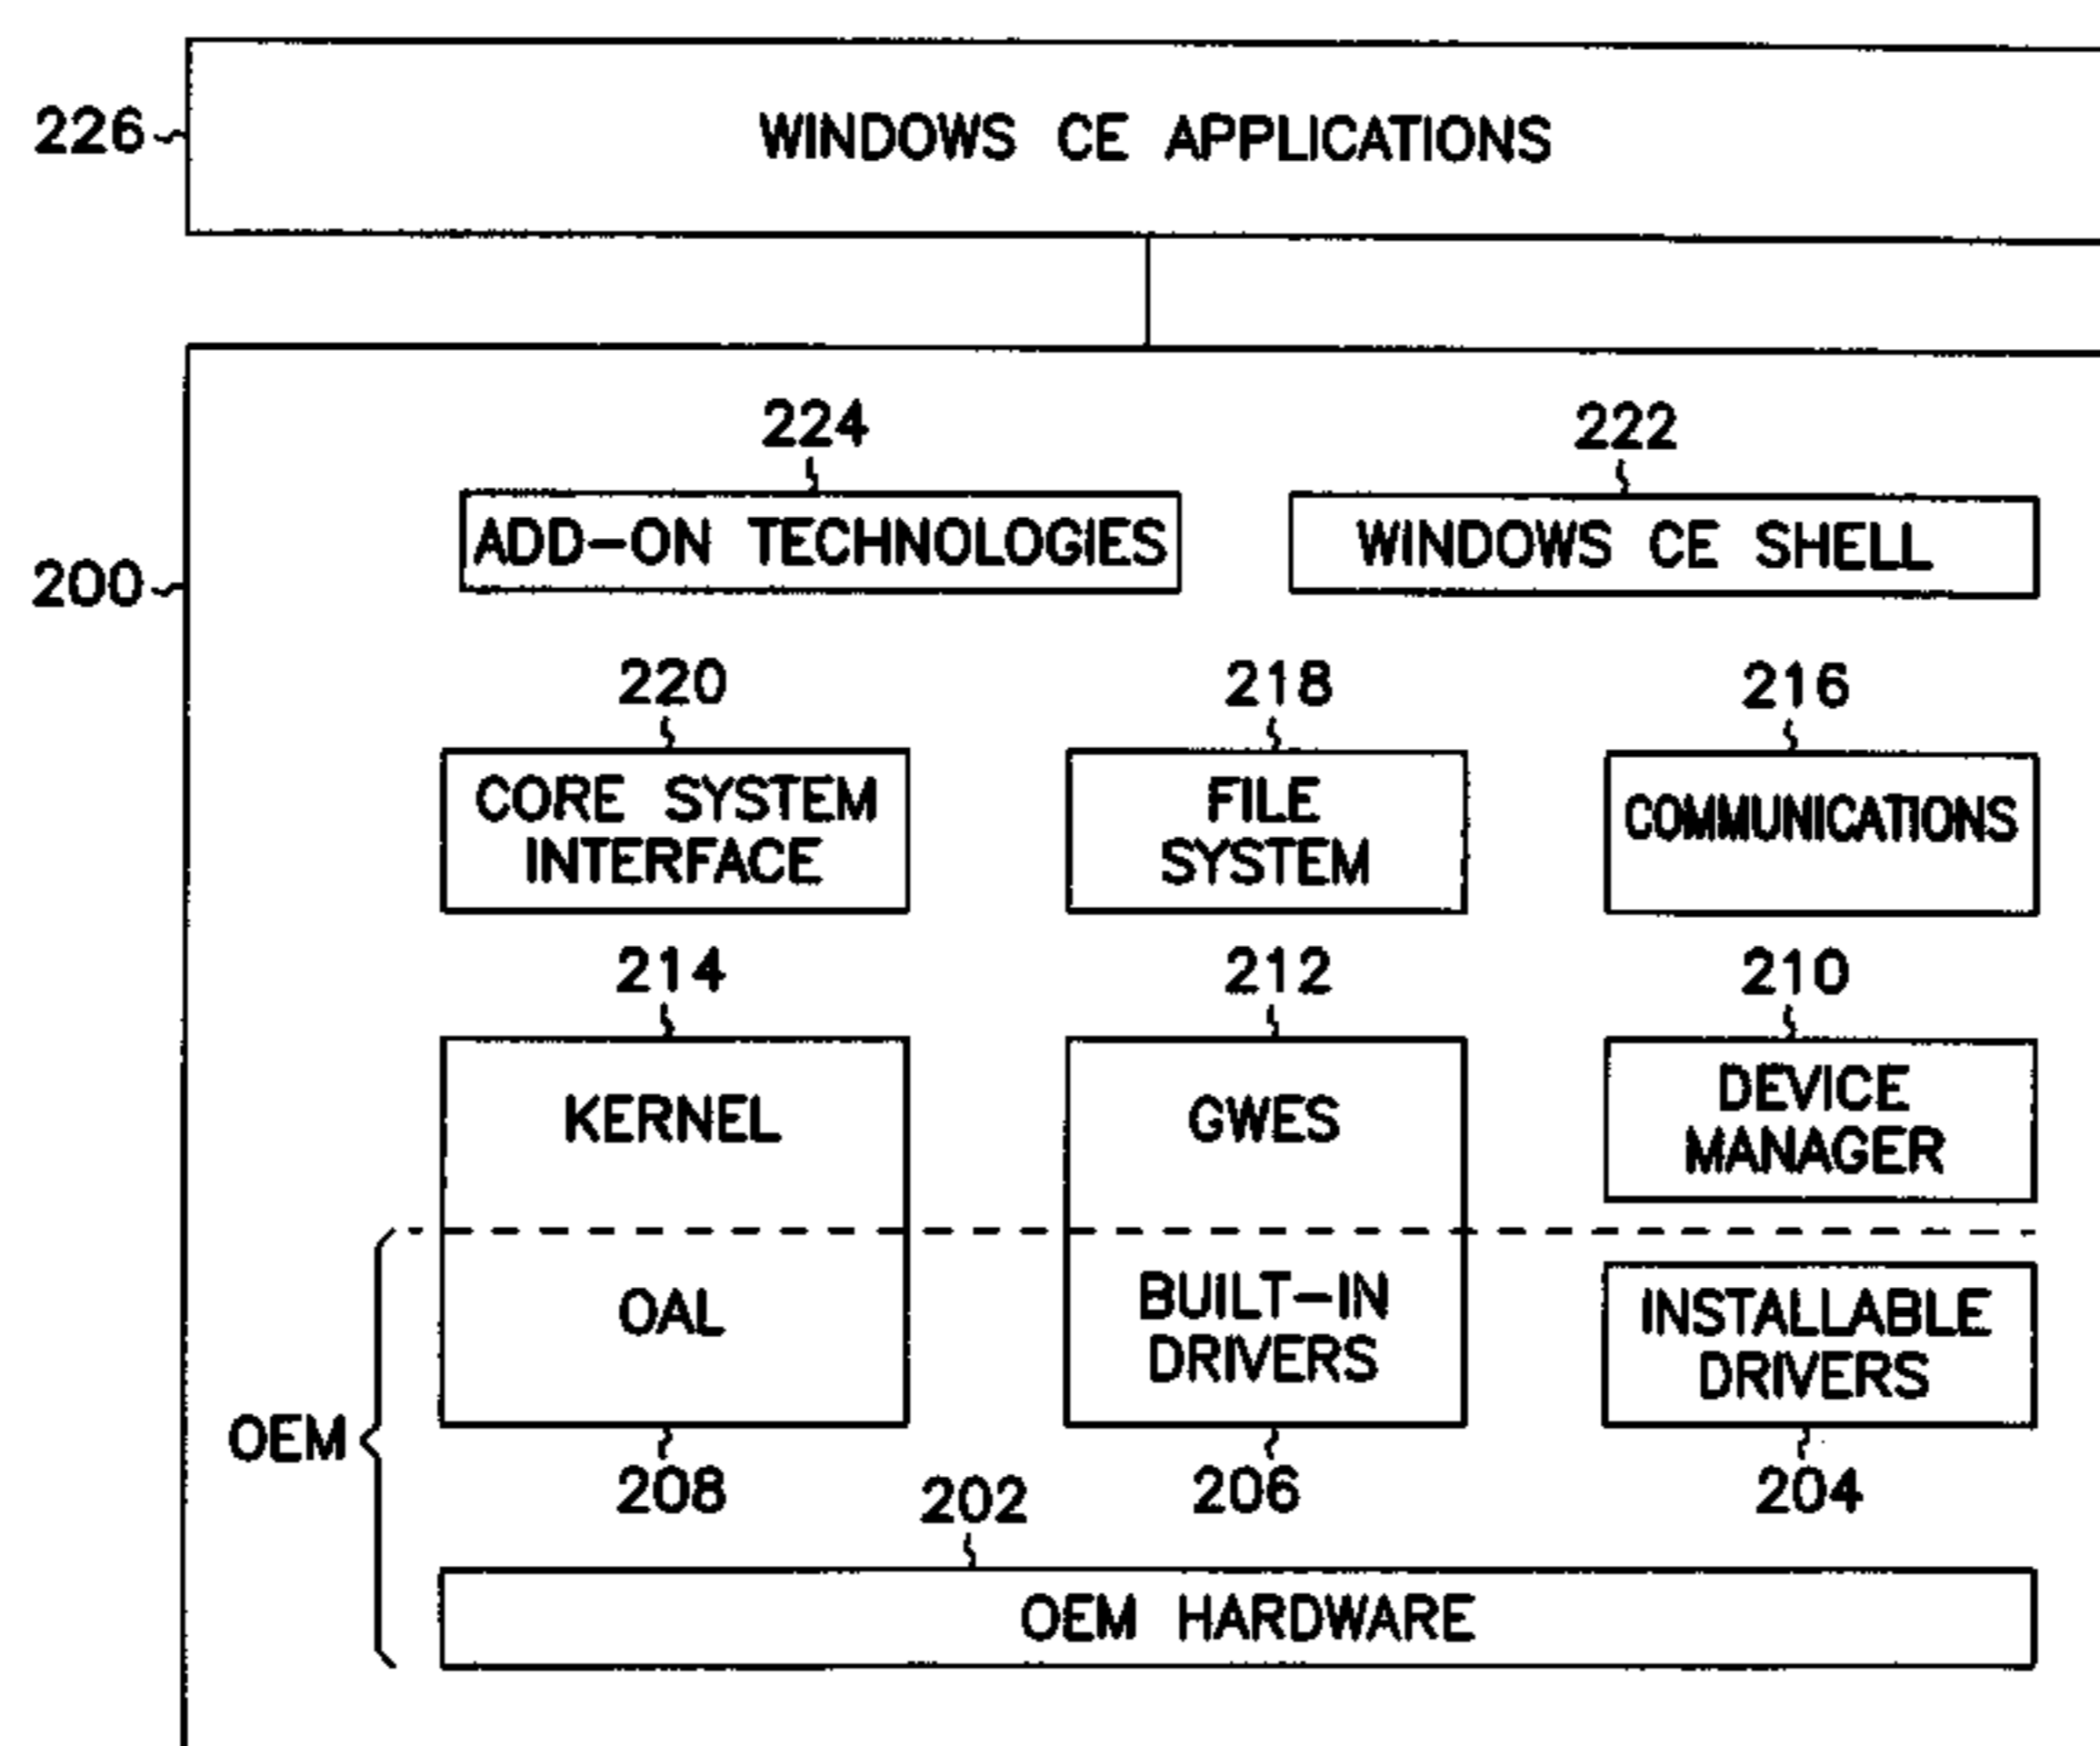 226
WINDOWS CE APPLICATIONS
224
222
ADD-ON TECHNOLOGIES
WINDOWS CE SHELL
200
220
218
216
CORE SYSTEM
INTERFACE
FILE
SYSTEM
COMMUNICATIONS
214
212
210
KERNEL
GWES
DEVICE
MANAGER
OAL
BUILT-IN
DRIVERS
INSTALLABLE
DRIVERS
OEM
208
206
204
202
OEM HARDWARE